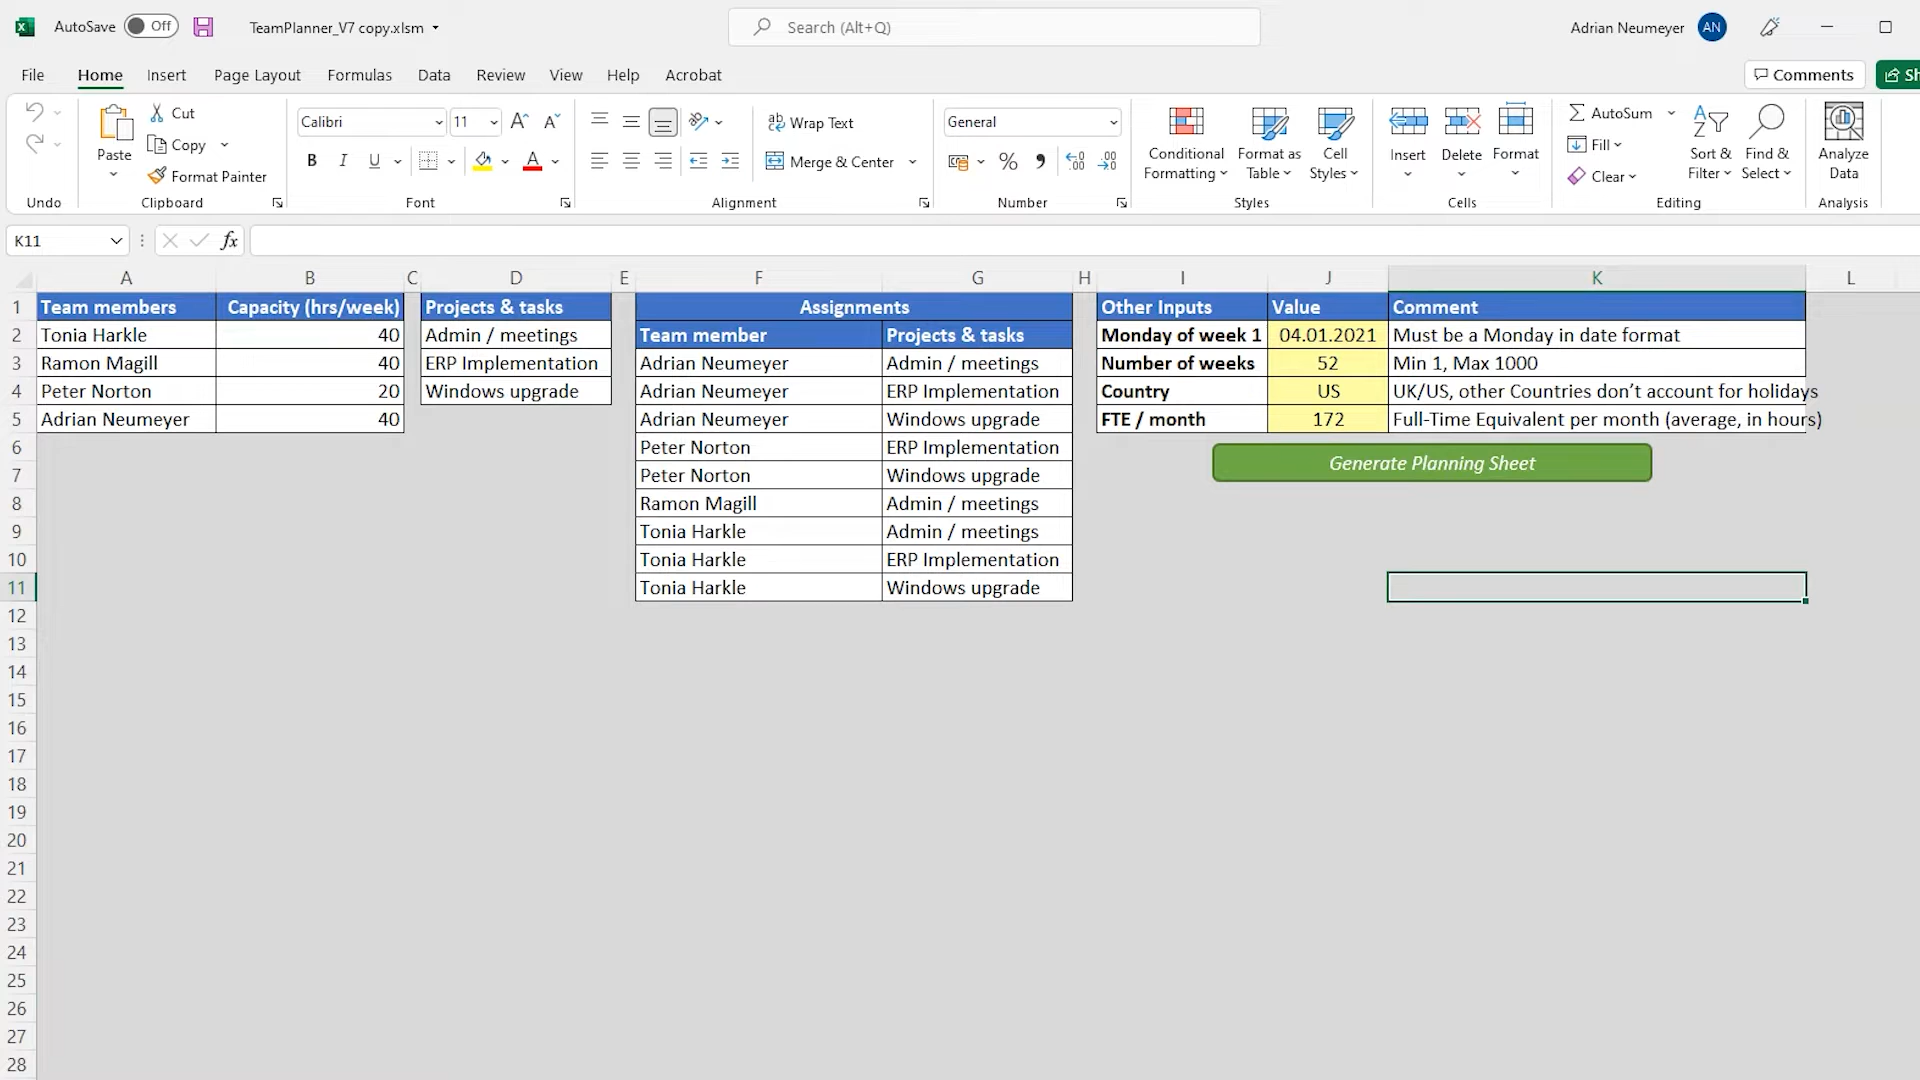 AutoSave Off TeamPlanner_V7 copy.xlsm Search (Alt+Q) Adrian Neumeyer AN
File Home Insert Page Layout Formulas Data Review View Help Acrobat Comments Sh
Paste Cut Copy Format Painter
Calibri 11 B I U A A
Wrap Text Merge & Center
General % 
Conditional Formatting Format as Table Cell Styles
Insert Delete Format
AutoSum Fill Clear Sort & Filter Find & Select
Analyze Data
Undo Clipboard Font Alignment Number Styles Cells Editing Analysis
K11 fx
A B C D E F G H I J K L
1 Team members Capacity (hrs/week) Projects & tasks Assignments Other Inputs Value Comment
2 Tonia Harkle 40 Admin / meetings Team member Projects & tasks Monday of week 1 04.01.2021 Must be a Monday in date format
3 Ramon Magill 40 ERP Implementation Adrian Neumeyer Admin / meetings Number of weeks 52 Min 1, Max 1000
4 Peter Norton 20 Windows upgrade Adrian Neumeyer ERP Implementation Country US UK/US, other Countries don’t account for holidays
5 Adrian Neumeyer 40 Adrian Neumeyer Windows upgrade FTE / month 172 Full-Time Equivalent per month (average, in hours)
6 Peter Norton ERP Implementation
Generate Planning Sheet
7 Peter Norton Windows upgrade
8 Ramon Magill Admin / meetings
9 Tonia Harkle Admin / meetings
10 Tonia Harkle ERP Implementation
11 Tonia Harkle Windows upgrade
12
13
14
15
16
17
18
19
20
21
22
23
24
25
26
27
28